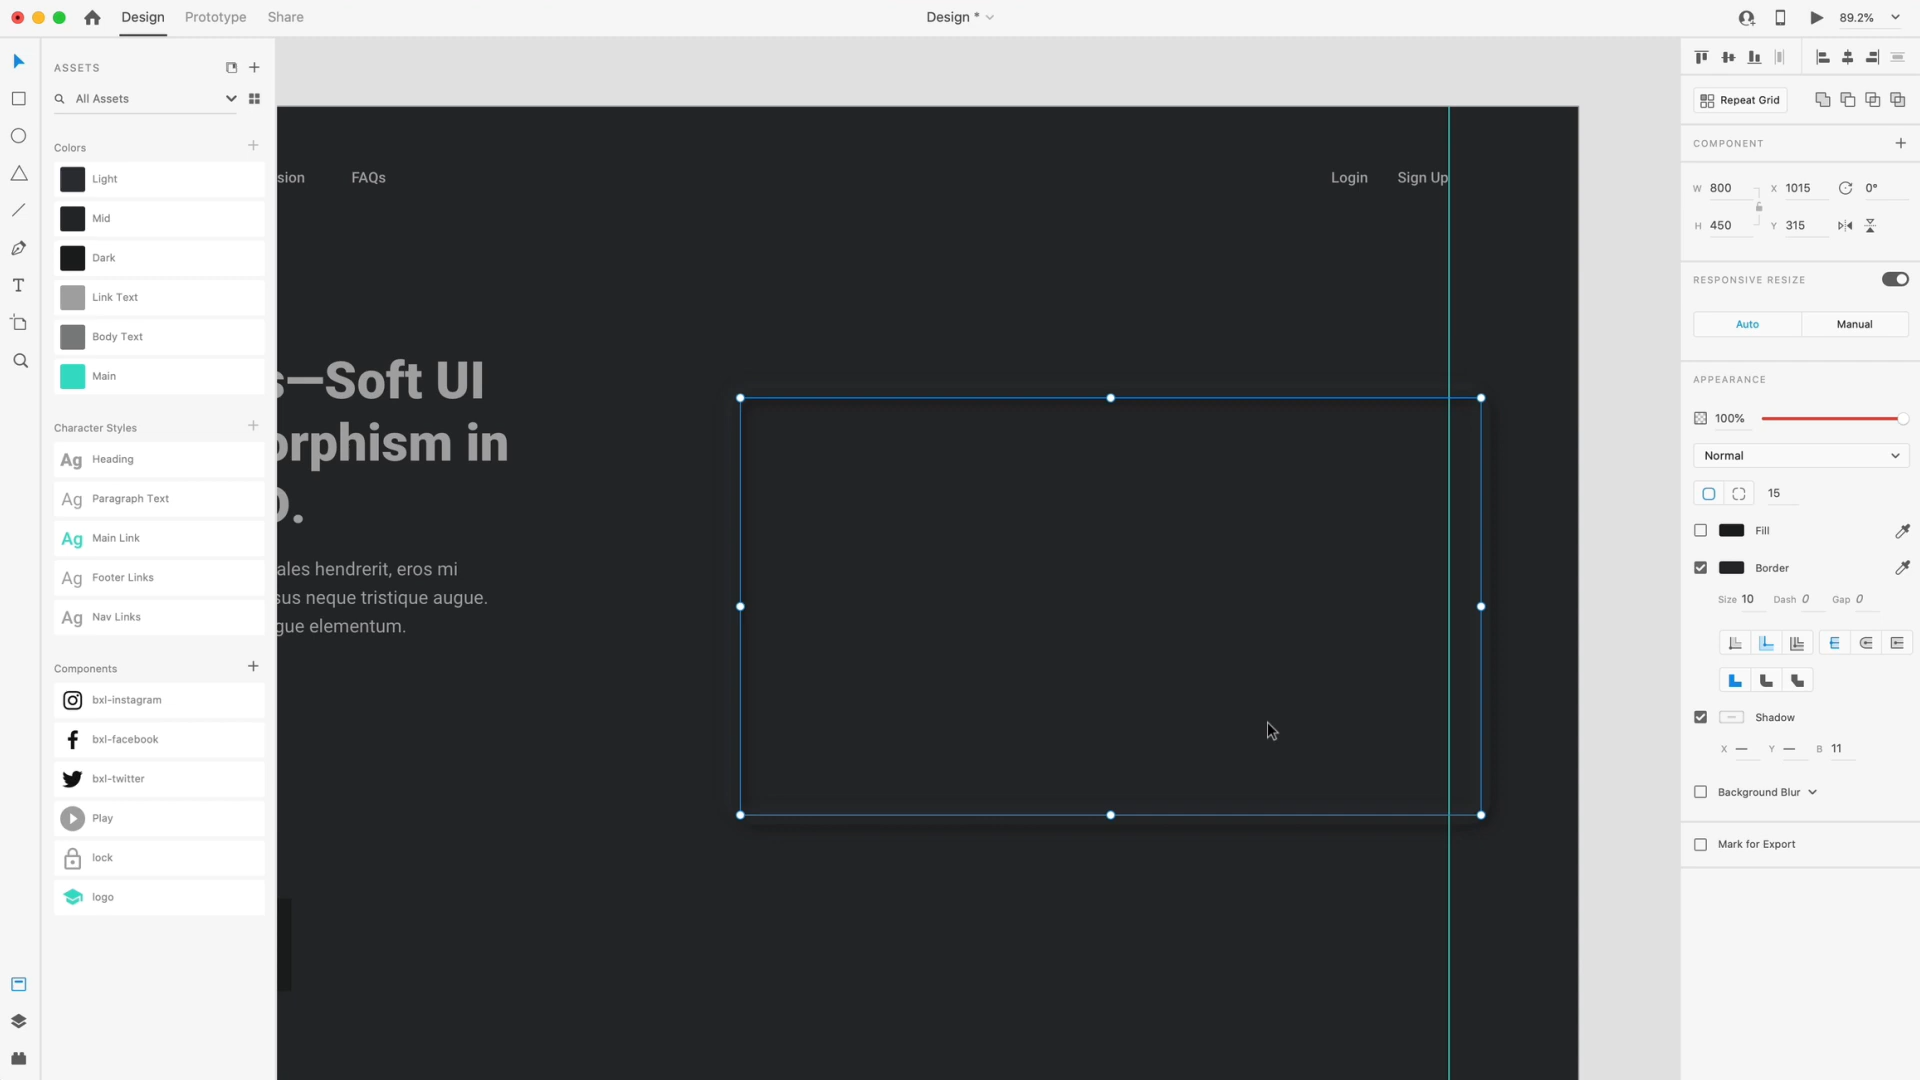 Design
Prototype
Share
Design *
89.2%
ASSETS
All Assets
Colors
Light
Mid
Dark
Link Text
Body Text
Main
Character Styles
Ag Heading
Ag Paragraph Text
Ag Main Link
Ag Footer Links
Ag Nav Links
Components
bxl-instagram
bxl-facebook
bxl-twitter
Play
lock
logo
sion
FAQs
Login
Sign Up
s—Soft UI
orphism in
D.
ales hendrerit, eros mi
sus neque tristique augue.
gue elementum.
Repeat Grid
COMPONENT
W 800 X 1015 0°
H 450 Y 315
RESPONSIVE RESIZE
Auto Manual
APPEARANCE
100%
Normal
15
Fill
Border
Size 10 Dash 0 Gap 0
Shadow
X — Y — B 11
Background Blur
Mark for Export